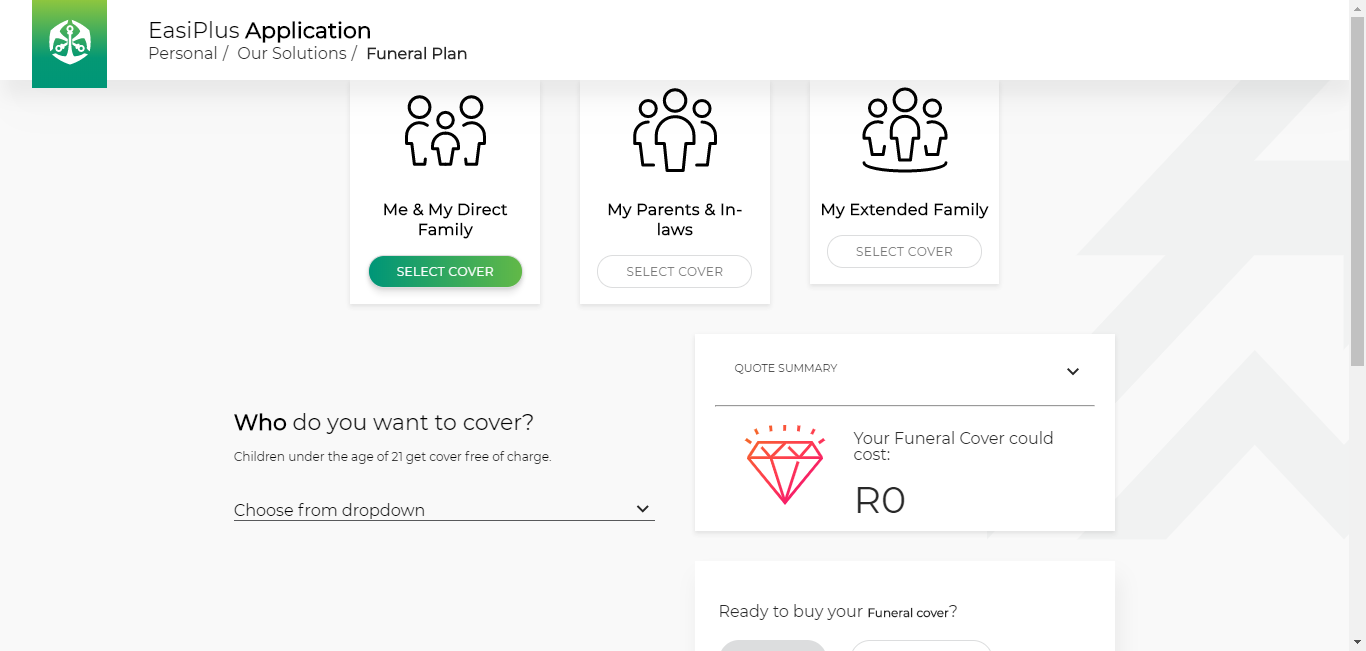 EasiPlus Application
Personal / Our Solutions / Funeral Plan
Me & My Direct
Family
SELECT COVER
My Parents & In-
laws
SELECT COVER
My Extended Family
SELECT COVER
Who do you want to cover?
Children under the age of 21 get cover free of charge.
Choose from dropdown
QUOTE SUMMARY
Your Funeral Cover could
cost:
R0
Ready to buy your Funeral cover?